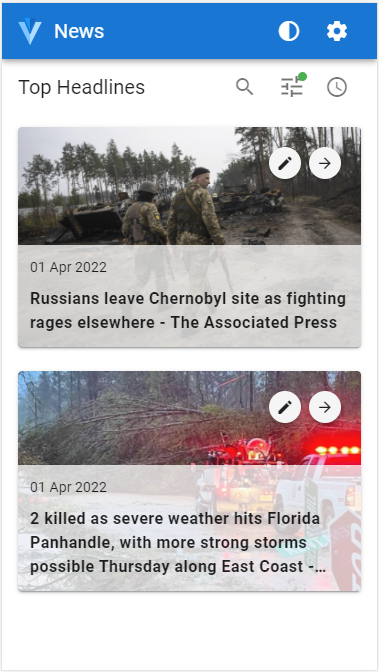 News
Top Headlines
01 Apr 2022
Russians leave Chernobyl site as fighting
rages elsewhere - The Associated Press
01 Apr 2022
2 killed as severe weather hits Florida
Panhandle, with more strong storms
possible Thursday along East Coast -…